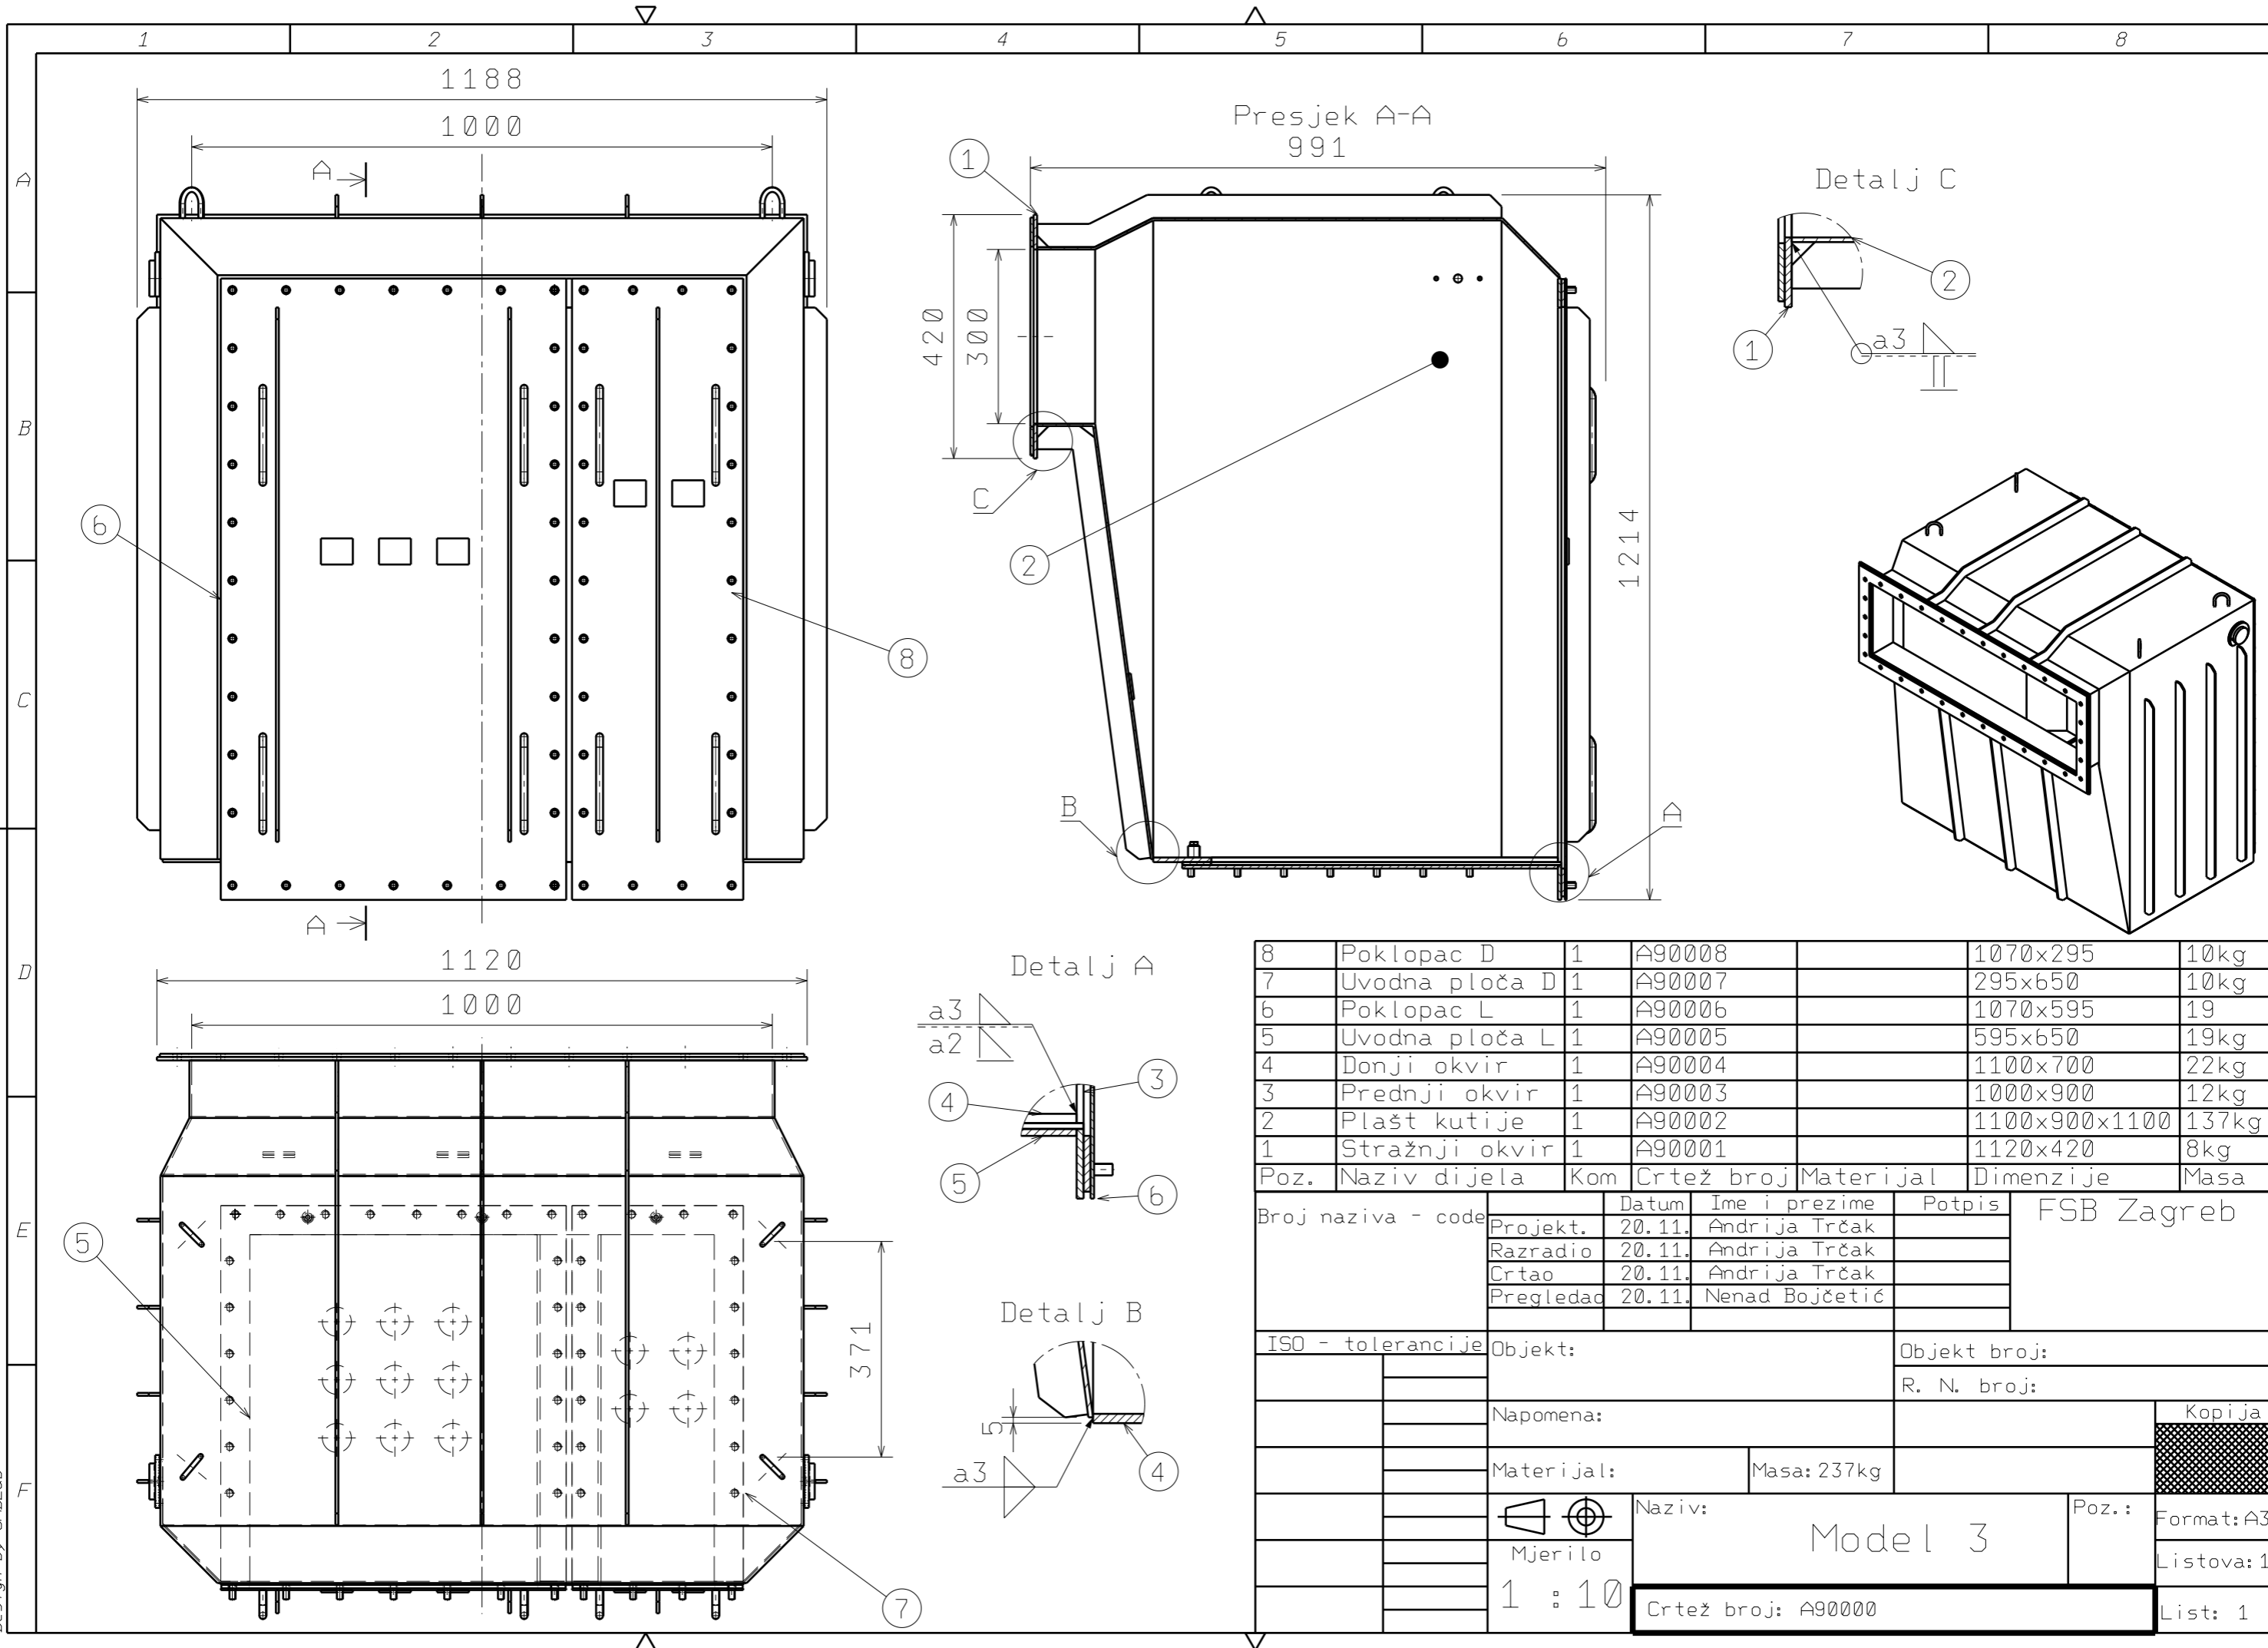 1 2 3 4 5 6 7 8
A
B
C
D
E
F
1188
1000
A
A
6
8
Presjek A-A
991
1
420
300
C
2
1214
B
A
Detalj C
2
1
a3
1120
1000
5
371
7
Detalj A
a3
a2
3
4
5
6
Detalj B
5
a3
4
8 Poklopac D 1 A90008 1070x295 10kg
7 Uvodna ploča D 1 A90007 295x650 10kg
6 Poklopac L 1 A90006 1070x595 19
5 Uvodna ploča L 1 A90005 595x650 19kg
4 Donji okvir 1 A90004 1100x700 22kg
3 Prednji okvir 1 A90003 1000x900 12kg
2 Plašt kutije 1 A90002 1100x900x1100 137kg
1 Stražnji okvir 1 A90001 1120x420 8kg
Poz. Naziv dijela Kom Crtež broj Materijal Dimenzije Masa
Broj naziva - code Datum Ime i prezime Potpis FSB Zagreb
Projekt. 20.11. Andrija Trčak
Razradio 20.11. Andrija Trčak
Crtao 20.11. Andrija Trčak
Pregledao 20.11. Nenad Bojčetić
ISO - tolerancije Objekt: Objekt broj:
R. N. broj:
Napomena: Kopija
Materijal: Masa: 237kg
Naziv: Model 3 Poz.: Format: A3
Mjerilo Listova: 1
1 : 10 Crtež broj: A90000 List: 1